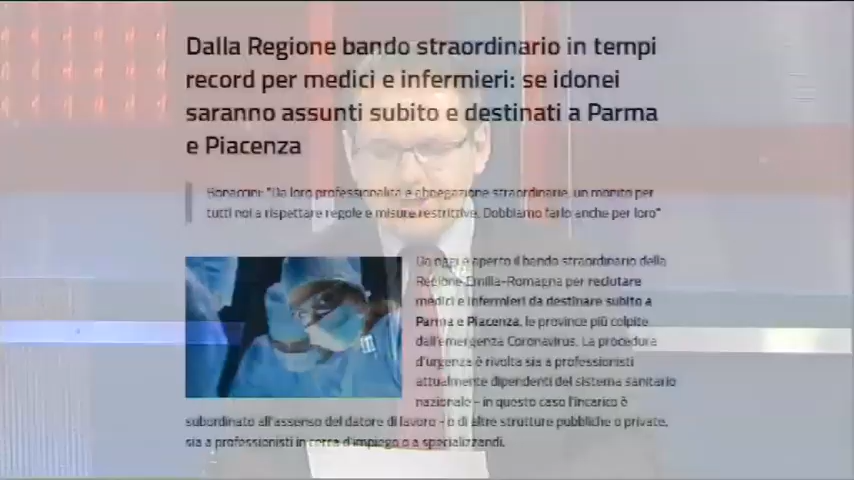 Dalla Regione bando straordinario in tempi
record per medici e infermieri: se idonei
saranno assunti subito e destinati a Parma
e Piacenza
Bonaccini: "Da loro professionalità e abnegazione straordinarie, un monito per
tutti noi a rispettare regole e misure restrittive. Dobbiamo farlo anche per loro"
Da oggi è aperto il bando straordinario della
Regione Emilia-Romagna per reclutare
medici e infermieri da destinare subito a
Parma e Piacenza, le province più colpite
dall'emergenza Coronavirus. La procedura
d'urgenza è rivolta sia a professionisti
attualmente dipendenti del sistema sanitario
nazionale - in questo caso l'incarico è
subordinato all'assenso del datore di lavoro - o di altre strutture pubbliche o private,
sia a professionisti in cerca d'impiego o a specializzandi.